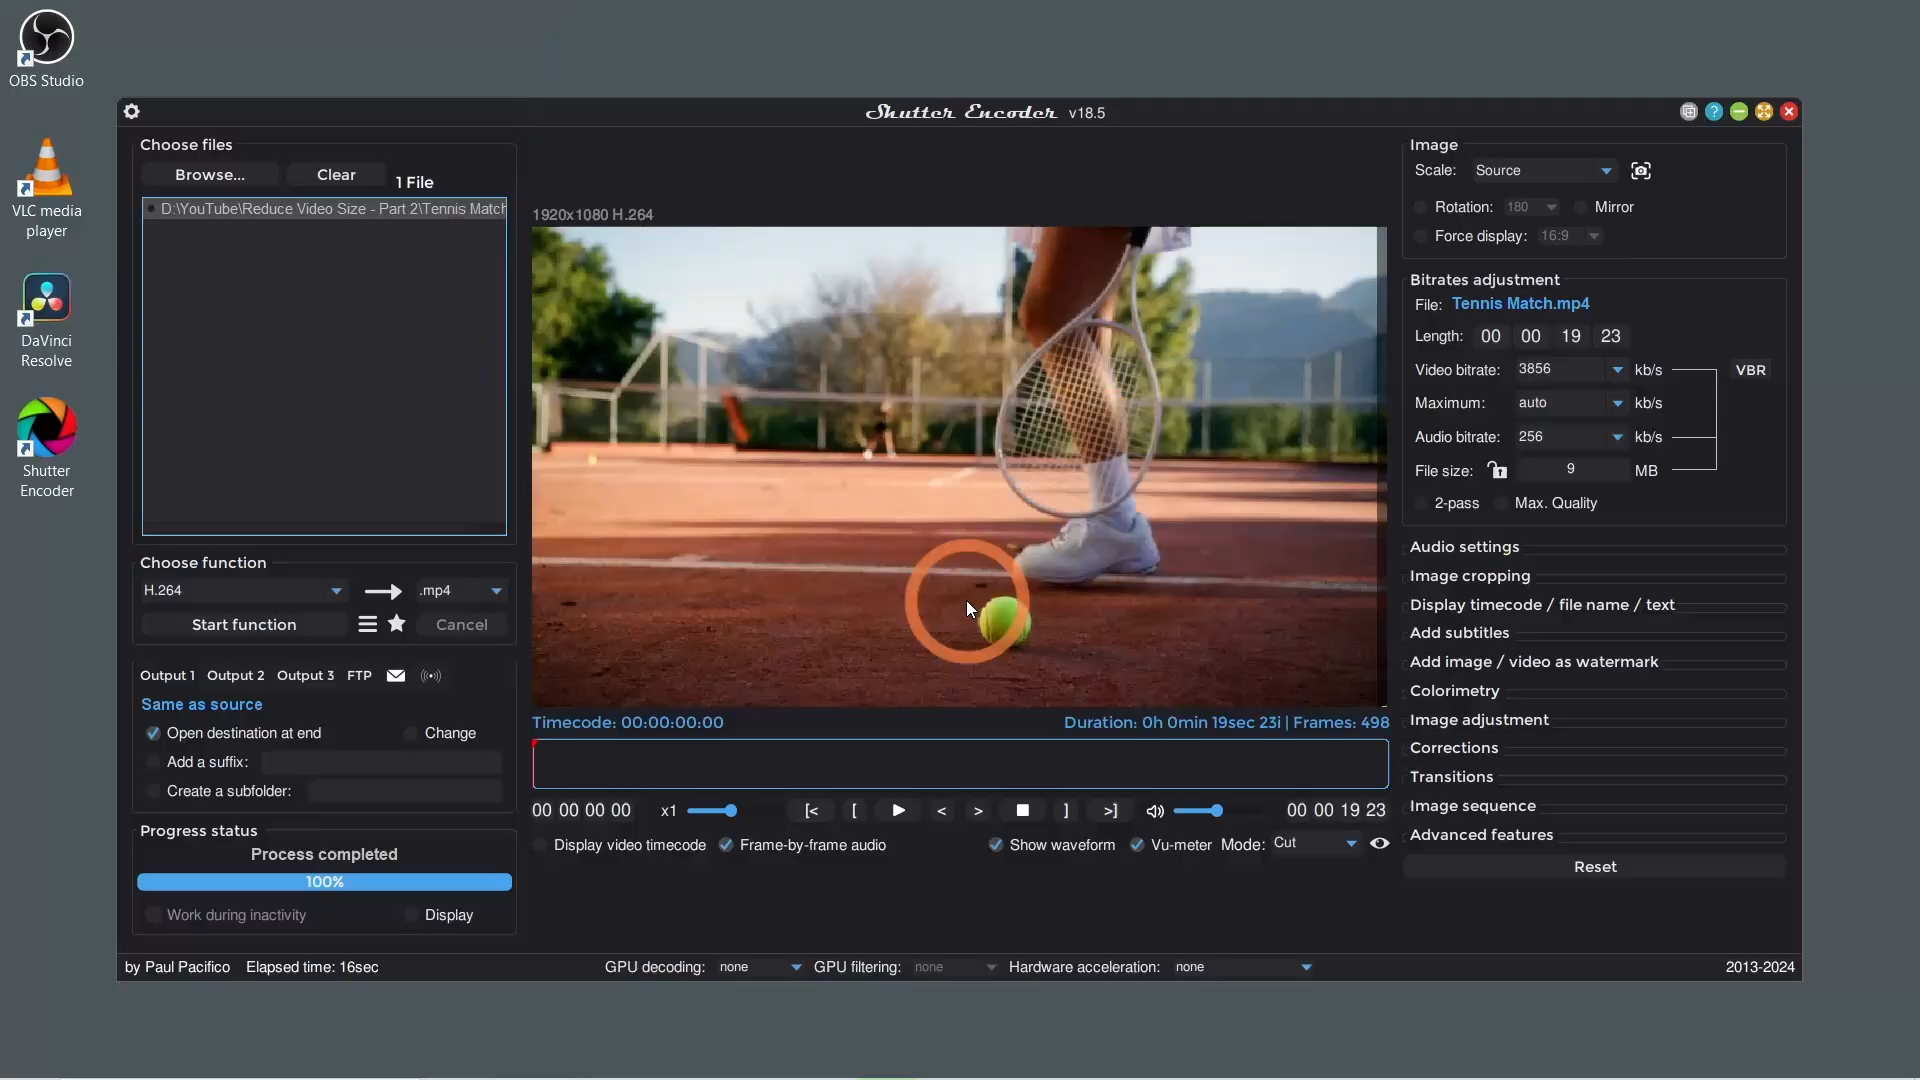 OBS Studio
VLC media
player
DaVinci
Resolve
Shutter
Encoder
Shutter Encoder v18.5
?
Choose files
Browse...
Clear
1 File
D:\YouTube\Reduce Video Size - Part 2\Tennis Match
Choose function
H.264
.mp4
Start function
Cancel
Output 1 Output 2 Output 3 FTP
Same as source
Open destination at end
Change
Add a suffix:
Create a subfolder:
Progress status
Process completed
100%
Work during inactivity
Display
1920x1080 H.264
Timecode: 00:00:00:00
Duration: 0h 0min 19sec 23i | Frames: 498
00 00 00 00
x1
[<
[
<
>
]
>]
00 00 19 23
Display video timecode
Frame-by-frame audio
Show waveform
Vu-meter
Mode: Cut
Image
Scale: Source
Rotation: 180
Mirror
Force display: 16:9
Bitrates adjustment
File: Tennis Match.mp4
Length: 00 00 19 23
Video bitrate: 3856 kb/s
VBR
Maximum: auto kb/s
Audio bitrate: 256 kb/s
File size: 9 MB
2-pass
Max. Quality
Audio settings
Image cropping
Display timecode / file name / text
Add subtitles
Add image / video as watermark
Colorimetry
Image adjustment
Corrections
Transitions
Image sequence
Advanced features
Reset
by Paul Pacifico
Elapsed time: 16sec
GPU decoding: none
GPU filtering: none
Hardware acceleration: none
2013-2024